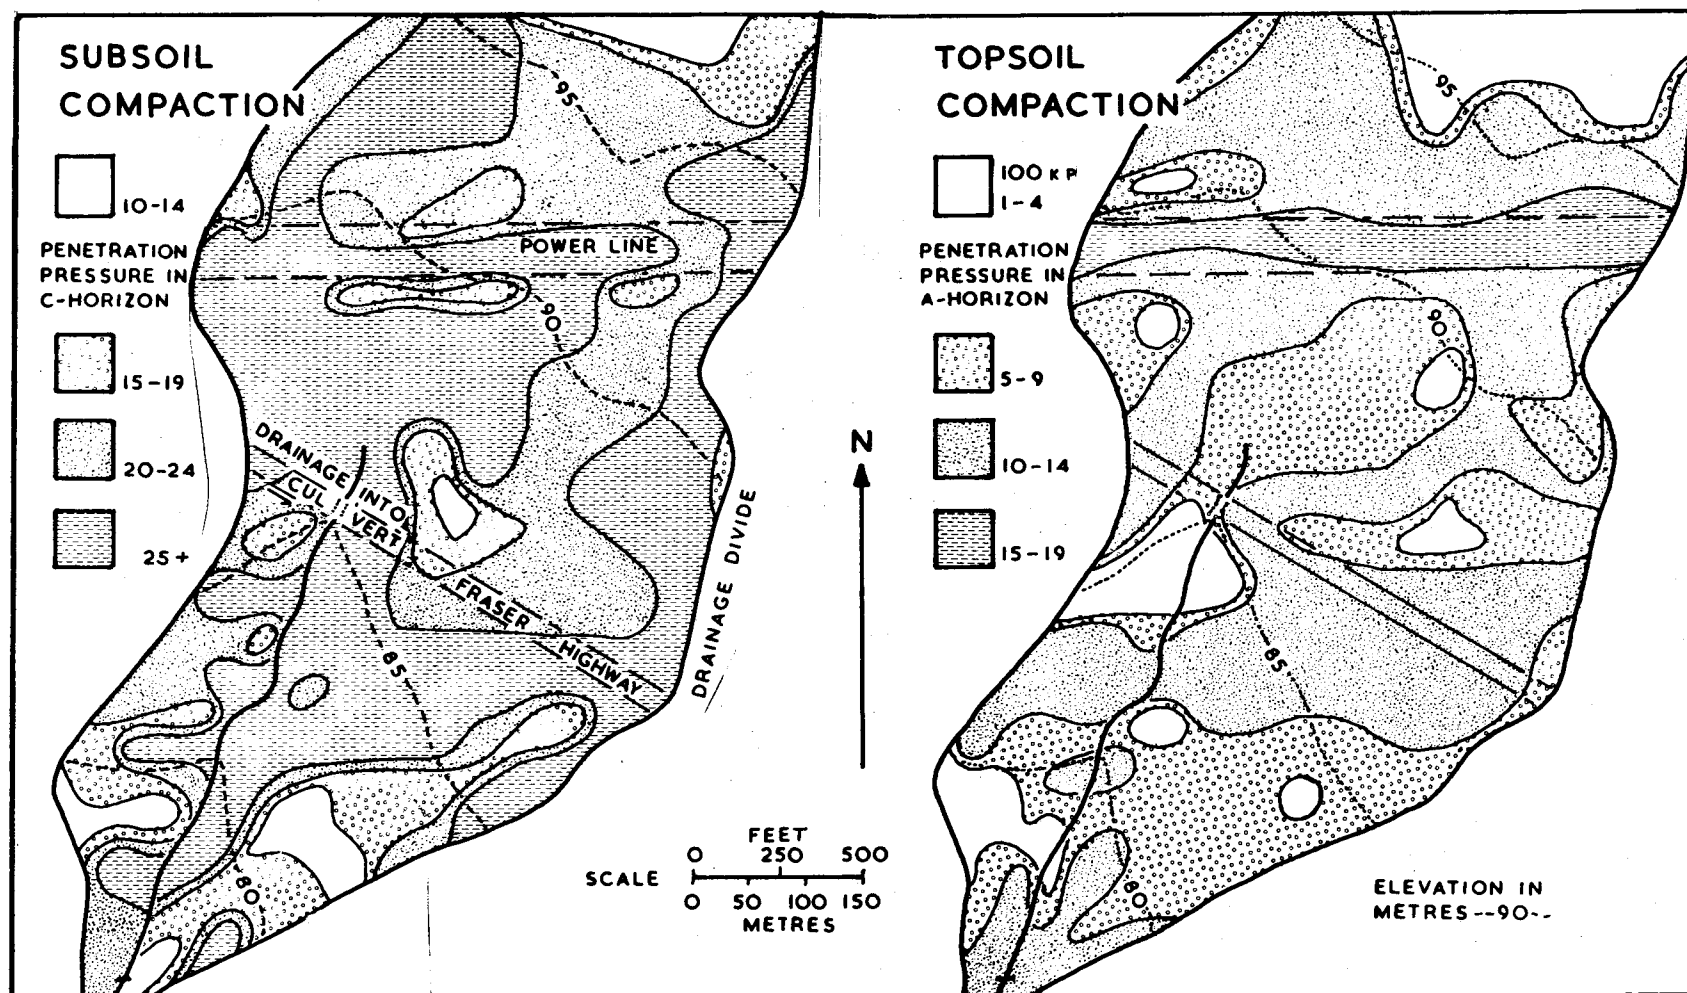 SUBSOIL
COMPACTION
10-14
PENETRATION
PRESSURE IN
C-HORIZON
15-19
20-24
25+
95
POWER LINE
90
DRAINAGE INTO
CULVERT
FRASER HIGHWAY
85
80
DRAINAGE DIVIDE
N
FEET
0 250 500
SCALE
0 50 100 150
METRES
TOPSOIL
COMPACTION
100 KP
1-4
PENETRATION
PRESSURE IN
A-HORIZON
5-9
10-14
15-19
95
90
85
80
ELEVATION IN
METRES--90--